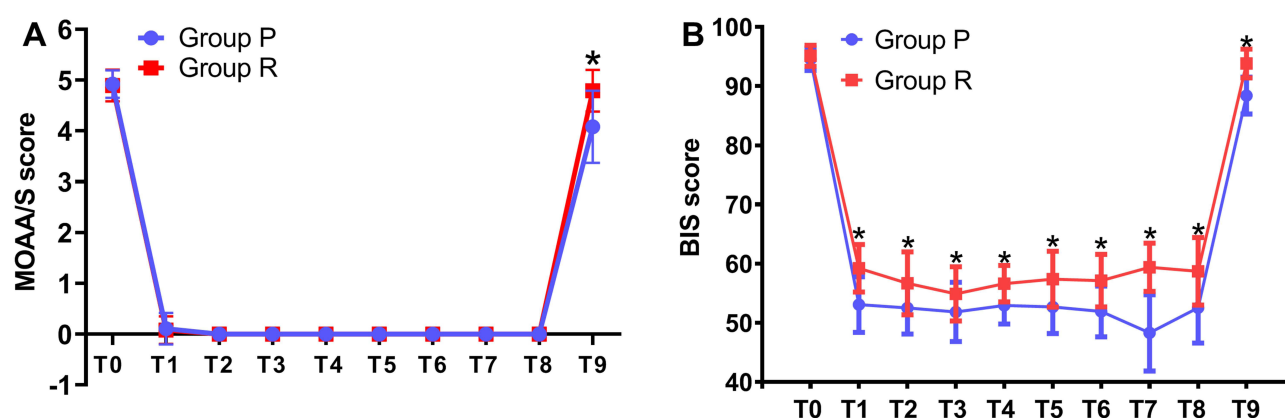 A
Group P
Group R
MOAA/S score
6
5
4
3
2
1
0
-1
*
T0 T1 T2 T3 T4 T5 T6 T7 T8 T9
B
Group P
Group R
BIS score
100
90
80
70
60
50
40
* * * * * * * * *
T0 T1 T2 T3 T4 T5 T6 T7 T8 T9